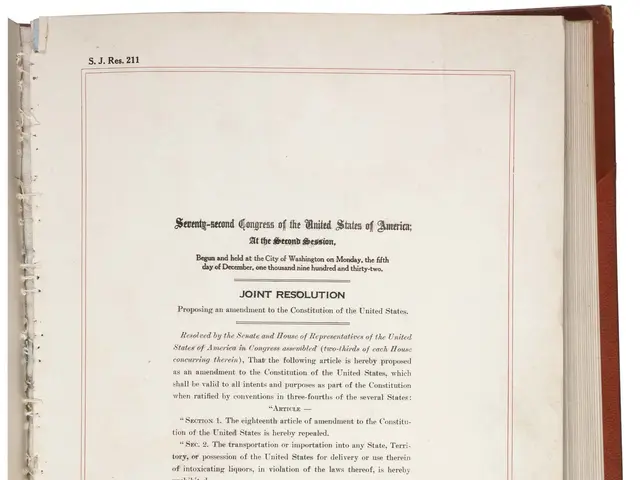 S. J. Res. 211
Seventy-second Congress of the United States of America;
At the Second Session,
Begun and held at the City of Washington on Monday, the fifth
day of December, one thousand nine hundred and thirty-two.
JOINT RESOLUTION
Proposing an amendment to the Constitution of the United States.
Resolved by the Senate and House of Representatives of the United
States of America in Congress assembled (two-thirds of each House
concurring therein), That the following article is hereby proposed
as an amendment to the Constitution of the United States, which
shall be valid to all intents and purposes as part of the Constitution
when ratified by conventions in three-fourths of the several States:
"ARTICLE —
"SECTION 1. The eighteenth article of amendment to the Constitu-
tion of the United States is hereby repealed.
"SEC. 2. The transportation or importation into any State, Terri-
tory, or possession of the United States for delivery or use therein
of intoxicating liquors, in violation of the laws thereof, is hereby